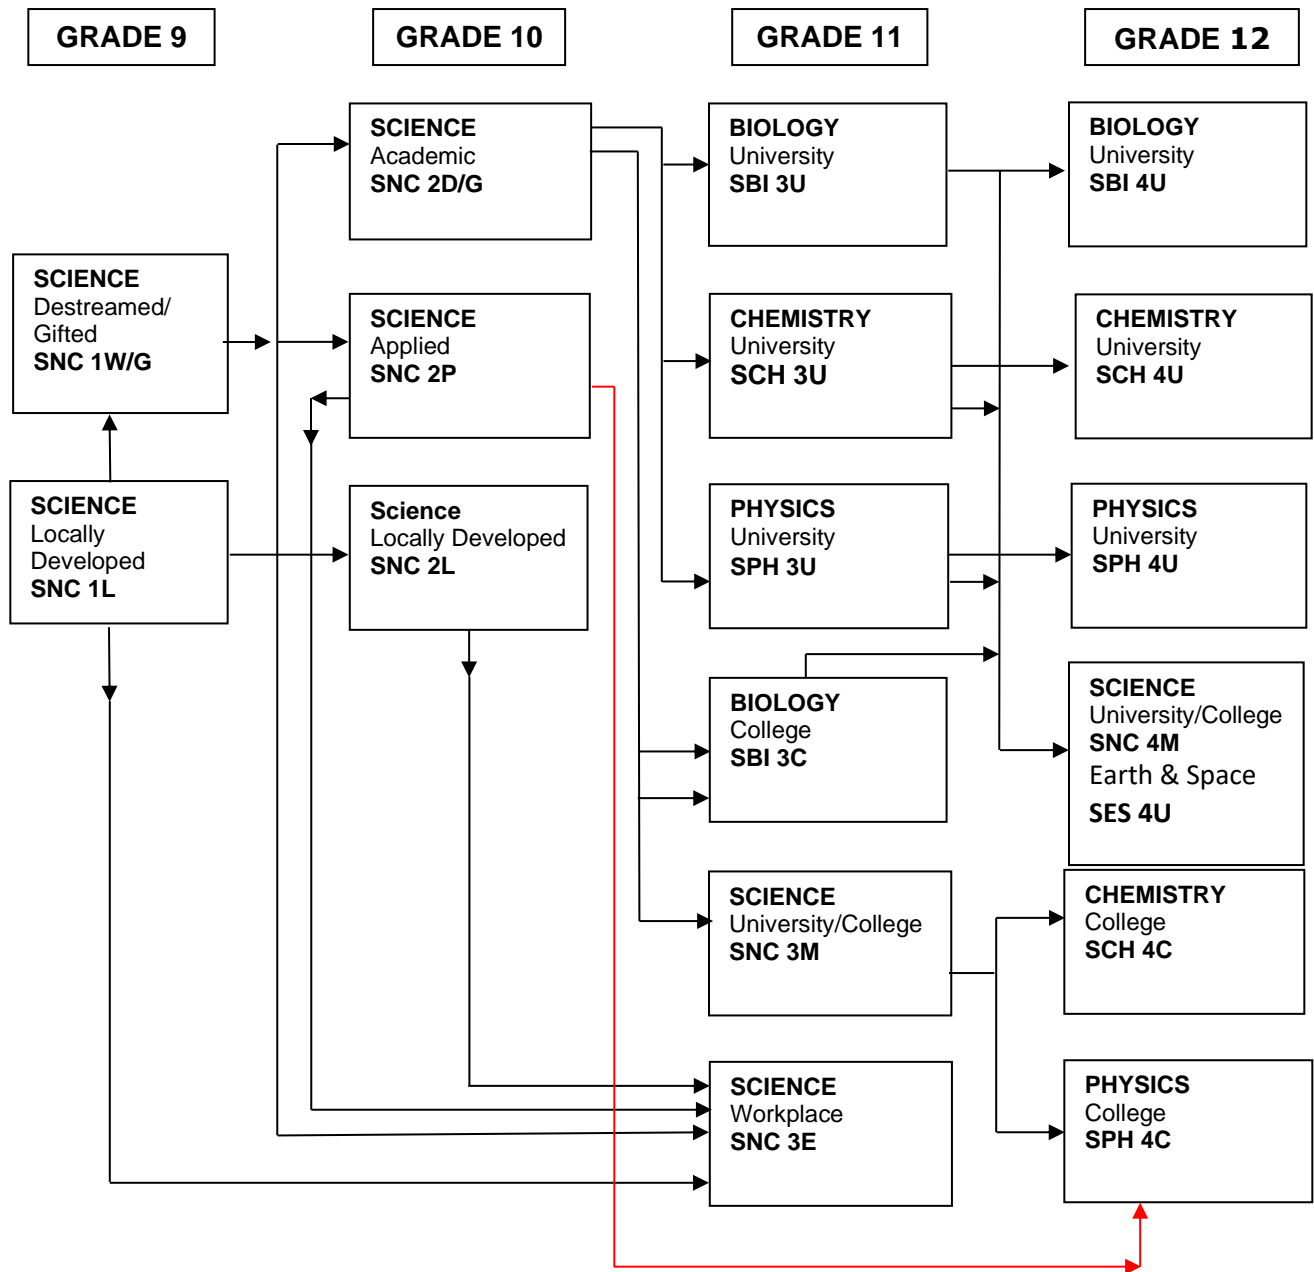 GRADE 9
GRADE 10
GRADE 11
GRADE 12
SCIENCE
Destreamed/
Gifted
SNC 1W/G
SCIENCE
Locally
Developed
SNC 1L
SCIENCE
Academic
SNC 2D/G
SCIENCE
Applied
SNC 2P
Science
Locally Developed
SNC 2L
BIOLOGY
University
SBI 3U
CHEMISTRY
University
SCH 3U
PHYSICS
University
SPH 3U
BIOLOGY
College
SBI 3C
SCIENCE
University/College
SNC 3M
SCIENCE
Workplace
SNC 3E
BIOLOGY
University
SBI 4U
CHEMISTRY
University
SCH 4U
PHYSICS
University
SPH 4U
SCIENCE
University/College
SNC 4M
Earth & Space
SES 4U
CHEMISTRY
College
SCH 4C
PHYSICS
College
SPH 4C